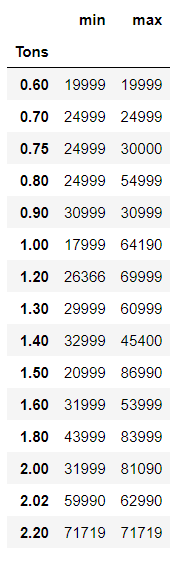 min max
Tons
0.60 19999 19999
0.70 24999 24999
0.75 24999 30000
0.80 24999 54999
0.90 30999 30999
1.00 17999 64190
1.20 26366 69999
1.30 29999 60999
1.40 32999 45400
1.50 20999 86990
1.60 31999 53999
1.80 43999 83999
2.00 31999 81090
2.02 59990 62990
2.20 71719 71719